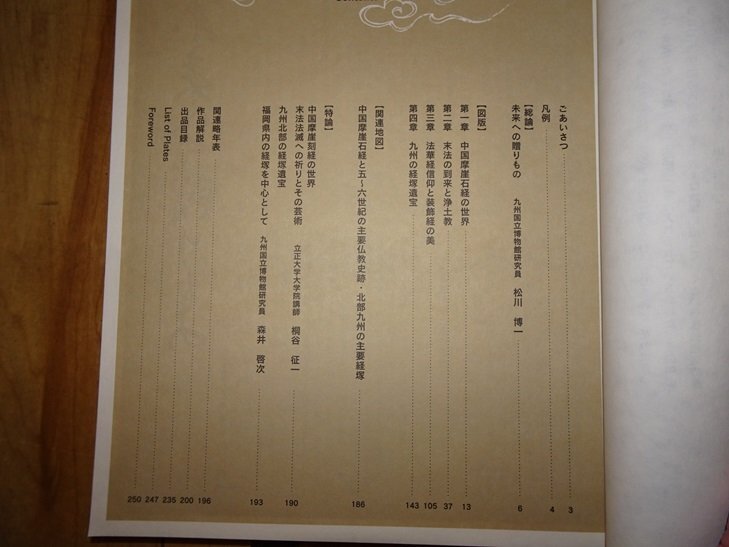 ごあいさつ 3
凡例 4
【総論】
未来への贈りもの 九州国立博物館研究員 松川 博一 6
【図版】
第一章 中国摩崖石経の世界 13
第二章 末法の到来と浄土教 37
第三章 法華経信仰と装飾経の美 105
第四章 九州の経塚遺宝 143
【関連地図】
中国摩崖石経と五～六世紀の主要仏教史跡・北部九州の主要経塚 186
【特論】
中国摩崖刻経の世界
末法法滅への祈りとその芸術 立正大学大学院講師 桐谷 征一 190
九州北部の経塚遺宝
福岡県内の経塚を中心として 九州国立博物館研究員 森井 啓次 193
関連略年表 196
作品解説 200
出品目録 235
List of Plates 247
Foreword 250